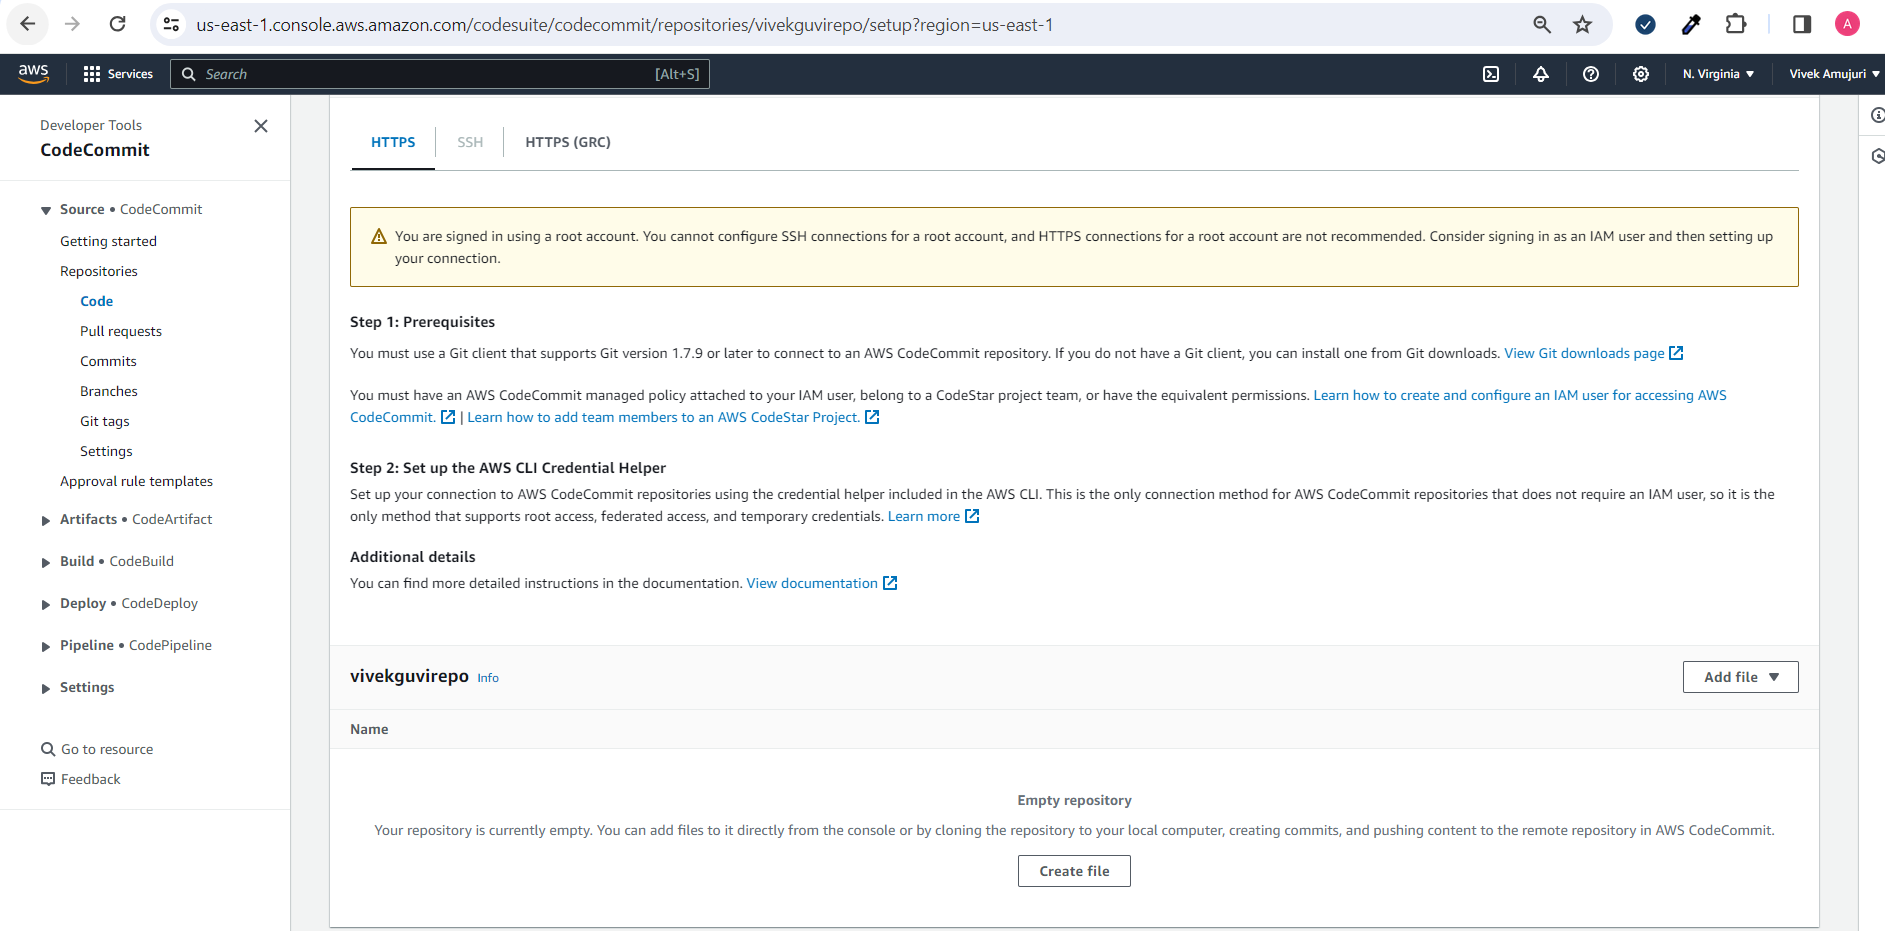 us-east-1.console.aws.amazon.com/codesuite/codecommit/repositories/vivekguvirepo/setup?region=us-east-1
A
aws
Services
Search
[Alt+S]
N. Virginia
Vivek Amujuri
Developer Tools
CodeCommit
Source • CodeCommit
Getting started
Repositories
Code
Pull requests
Commits
Branches
Git tags
Settings
Approval rule templates
Artifacts • CodeArtifact
Build • CodeBuild
Deploy • CodeDeploy
Pipeline • CodePipeline
Settings
Go to resource
Feedback
HTTPS
SSH
HTTPS (GRC)
You are signed in using a root account. You cannot configure SSH connections for a root account, and HTTPS connections for a root account are not recommended. Consider signing in as an IAM user and then setting up
your connection.
Step 1: Prerequisites
You must use a Git client that supports Git version 1.7.9 or later to connect to an AWS CodeCommit repository. If you do not have a Git client, you can install one from Git downloads. View Git downloads page
You must have an AWS CodeCommit managed policy attached to your IAM user, belong to a CodeStar project team, or have the equivalent permissions. Learn how to create and configure an IAM user for accessing AWS
CodeCommit. | Learn how to add team members to an AWS CodeStar Project.
Step 2: Set up the AWS CLI Credential Helper
Set up your connection to AWS CodeCommit repositories using the credential helper included in the AWS CLI. This is the only connection method for AWS CodeCommit repositories that does not require an IAM user, so it is the
only method that supports root access, federated access, and temporary credentials. Learn more
Additional details
You can find more detailed instructions in the documentation. View documentation
vivekguvirepo Info
Add file
Name
Empty repository
Your repository is currently empty. You can add files to it directly from the console or by cloning the repository to your local computer, creating commits, and pushing content to the remote repository in AWS CodeCommit.
Create file